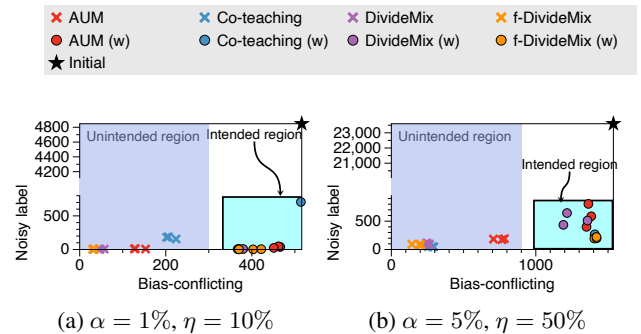 AUM Co-teaching DivideMix f-DivideMix
AUM (w) Co-teaching (w) DivideMix (w) f-DivideMix (w)
Initial
4800
4600
4400
4200
500
0
Noisy label
Unintended region
Intended region
0 200 400
Bias-conflicting
(a) α = 1%, η = 10%
23,000
22,000
21,000
500
0
Noisy label
Unintended region
Intended region
0 1000
Bias-conflicting
(b) α = 5%, η = 50%